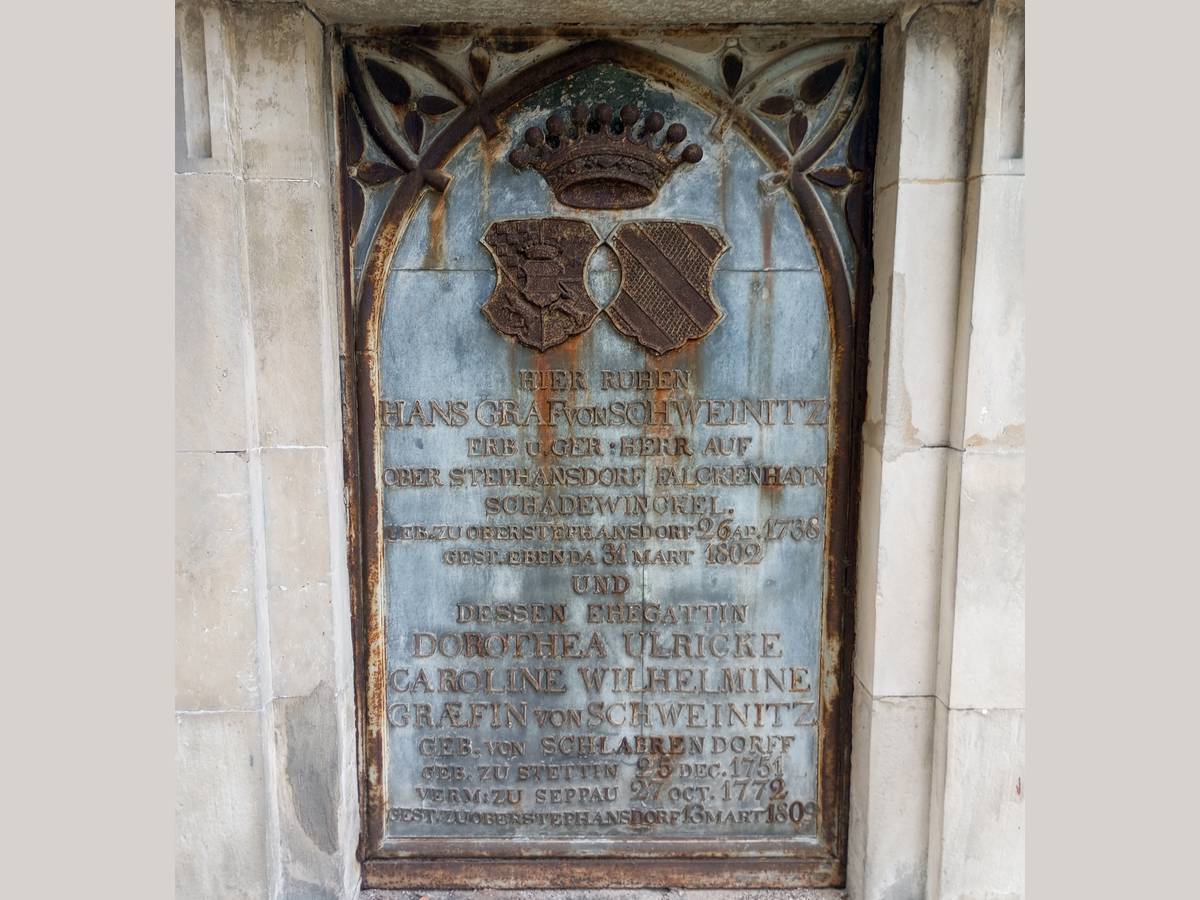 HIER RUHEN
HANS GRAF VON SCHWEINITZ
ERB U. GER : HERR AUF
OBER STEPHANSDORF FALCKENHAYN
SCHADEWINCKEL.
GEB. ZU OBERSTEPHANSDORF 26 AP. 1738
GEST. EBENDA 31 MART 1802
UND
DESSEN EHEGATTIN
DOROTHEA ULRICKE
CAROLINE WILHELMINE
GRÆFIN VON SCHWEINITZ
GEB. VON SCHLABRENDORFF
GEB. ZU STETTIN 25 DEC. 1751
VERM: ZU SEPPAU 27 OCT. 1772
GEST. ZU OBERSTEPHANSDORF 13 MART 1809